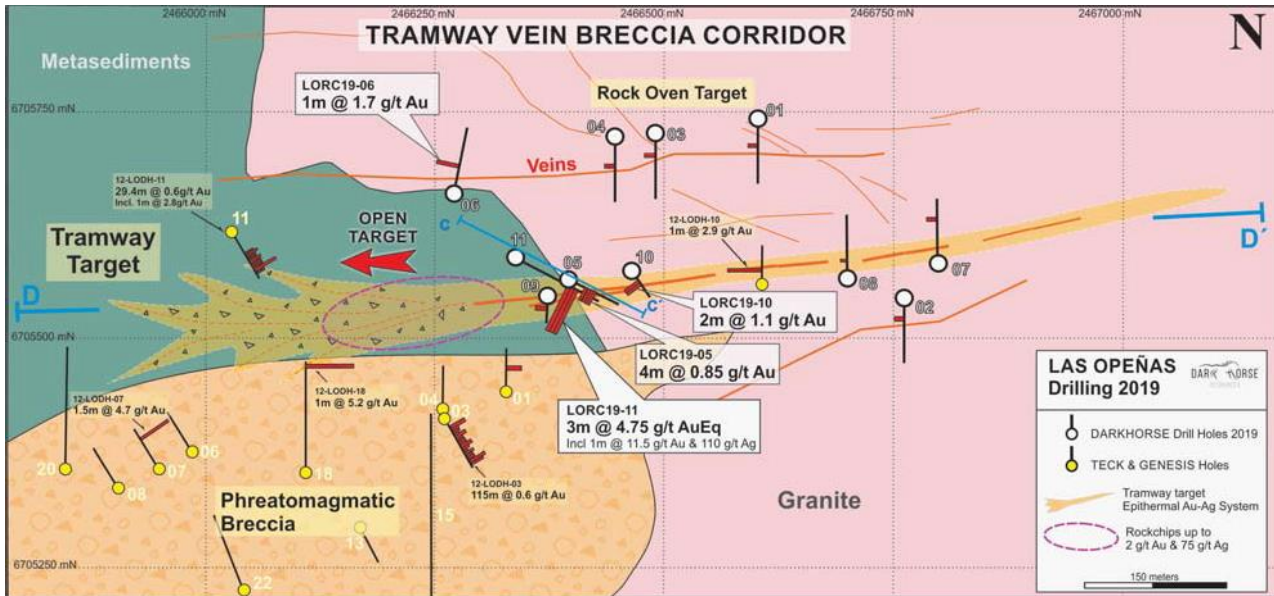 2466000 mN
2466250 mN
2466500 mN
2466750 mN
2467000 mN
TRAMWAY VEIN BRECCIA CORRIDOR
N
Metasediments
LORC19-06
1m @ 1.7 g/t Au
Rock Oven Target
6705750 mN
01
04
03
Veins
12-LODH-11
29.4m @ 0.6g/t Au
Incl. 1m @ 2.8g/t Au
06
11
OPEN
TARGET
C
12-LODH-10
1m @ 2.9 g/t Au
D´
Tramway
Target
11
05
10
07
08
09
02
C´
D
LORC19-10
2m @ 1.1 g/t Au
6705500 mN
LORC19-05
4m @ 0.85 g/t Au
12-LODH-18
1m @ 5.2 g/t Au
12-LODH-07
1.5m @ 4.7 g/t Au
01
04
03
LORC19-11
3m @ 4.75 g/t AuEq
Incl 1m @ 11.5 g/t Au & 110 g/t Ag
06
20
07
18
08
12-LODH-03
115m @ 0.6 g/t Au
Phreatomagmatic
Breccia
15
13
Granite
6705250 mN
22
LAS OPEÑAS
Drilling 2019
DARK HORSE
DARKHORSE Drill Holes 2019
TECK & GENESIS Holes
Tramway target
Epithermal Au-Ag System
Rockchips up to
2 g/t Au & 75 g/t Ag
150 meters